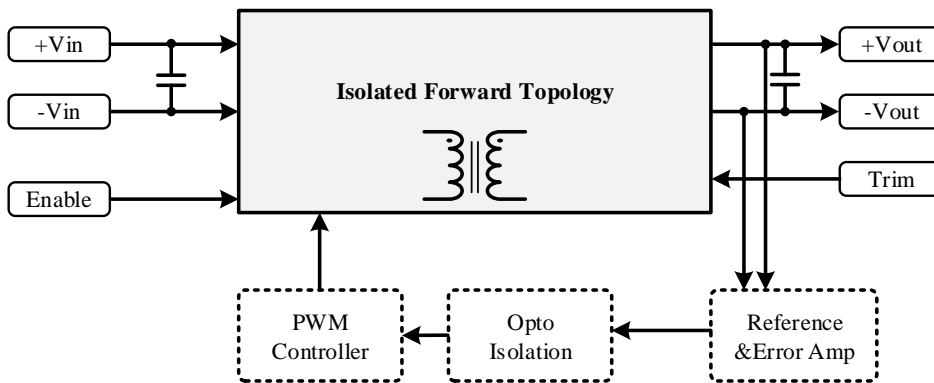 +Vin
+Vout
Isolated Forward Topology
-Vin
-Vout
Enable
Trim
PWM
Controller
Opto
Isolation
Reference
&Error Amp